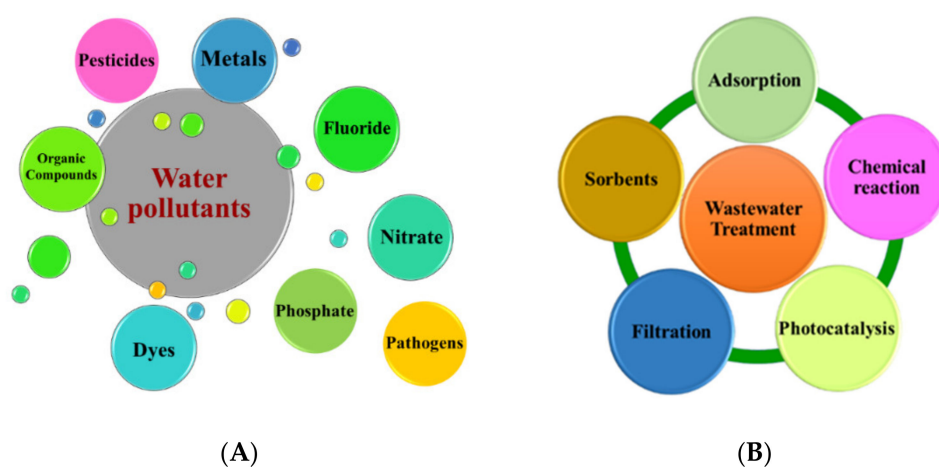 Pesticides
Metals
Fluoride
Organic
Compounds
Water
pollutants
Nitrate
Phosphate
Dyes
Pathogens
(A)
Adsorption
Sorbents
Chemical
reaction
Wastewater
Treatment
Filtration
Photocatalysis
(B)